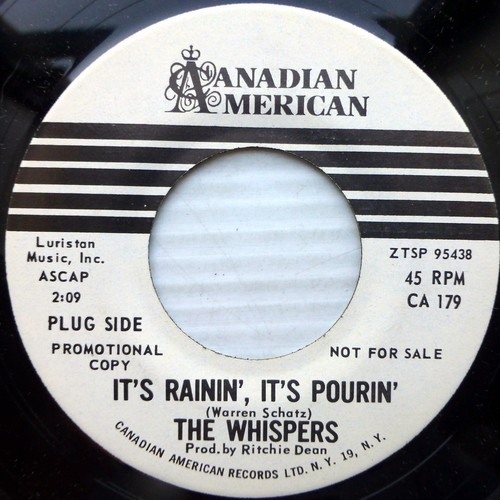 CANADIAN
AMERICAN
Luristan
Music, Inc.
ASCAP
2:09
PLUG SIDE
PROMOTIONAL
COPY
ZTSP 95438
45 RPM
CA 179
NOT FOR SALE
IT'S RAININ', IT'S POURIN'
(Warren Schatz)
THE WHISPERS
Prod. by Ritchie Dean
CANADIAN AMERICAN RECORDS LTD. N. Y. 19, N. Y.